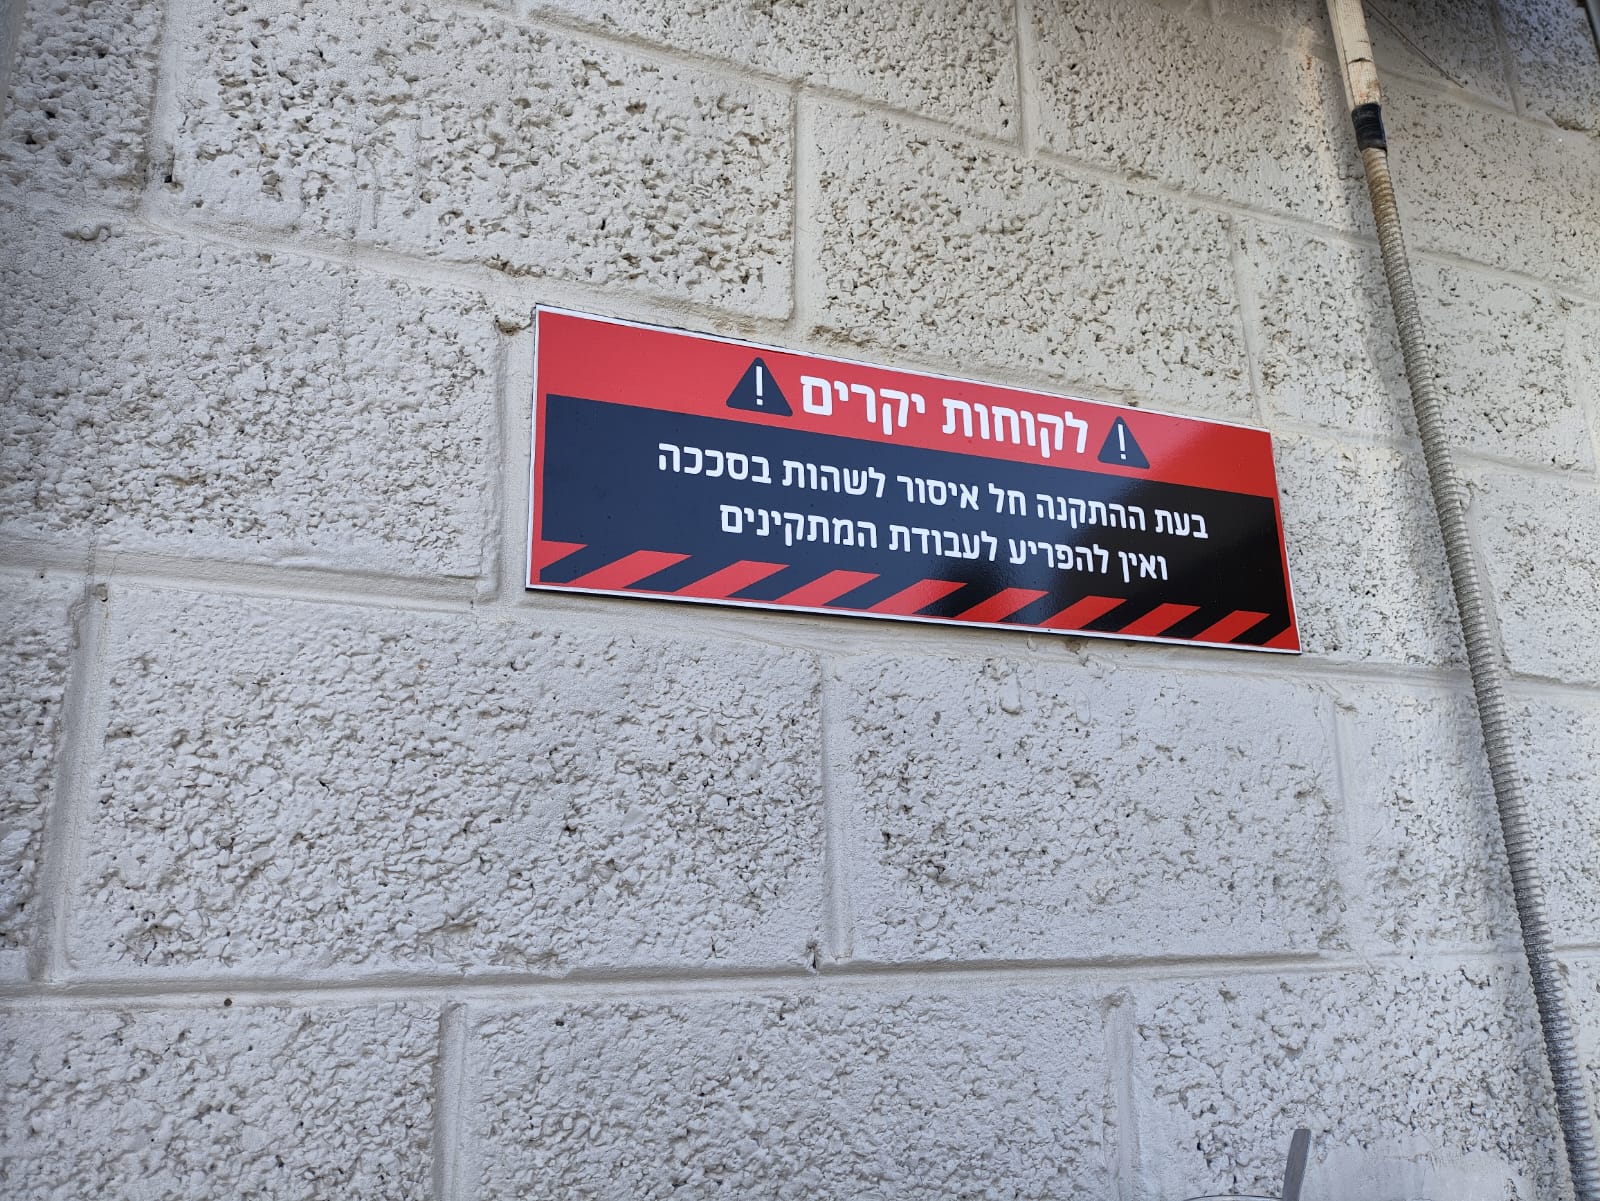 ! לקוחות יקרים !
בעת ההתקנה חל איסור לשהות בסככה
ואין להפריע לעבודת המתקינים